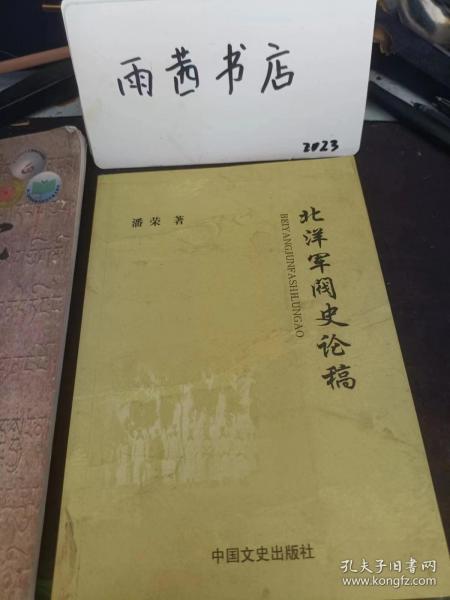 雨茜书店
2023
潘荣 著
北洋军阀史论稿
BEIYANGJUNFASHILUNGAO
中国文史出版社
孔夫子旧书网
www.kongfz.com